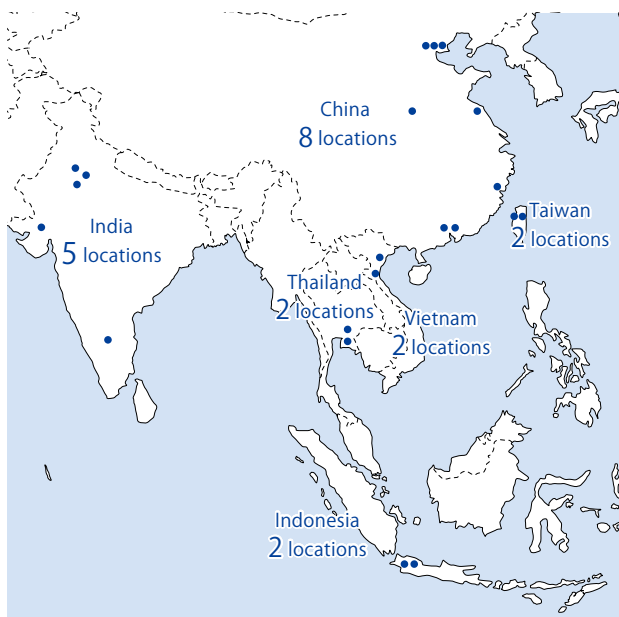 China
8 locations
India
5 locations
Taiwan
2 locations
Thailand
2 locations
Vietnam
2 locations
Indonesia
2 locations